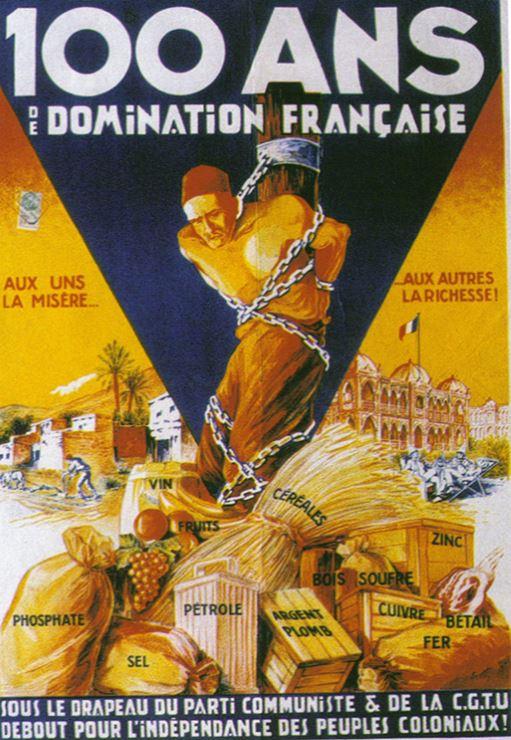 100 ANS
DE DOMINATION FRANÇAISE
AUX UNS
LA MISÈRE...
...AUX AUTRES
LA RICHESSE!
VIN
FRUITS
CÉRÉALES
ZINC
BOIS
SOUFRE
PHOSPHATE
PÉTROLE
ARGENT
PLOMB
CUIVRE
BÉTAIL
SEL
FER
SOUS LE DRAPEAU DU PARTI COMMUNISTE & DE LA C.G.T.U
DEBOUT POUR L'INDÉPENDANCE DES PEUPLES COLONIAUX!